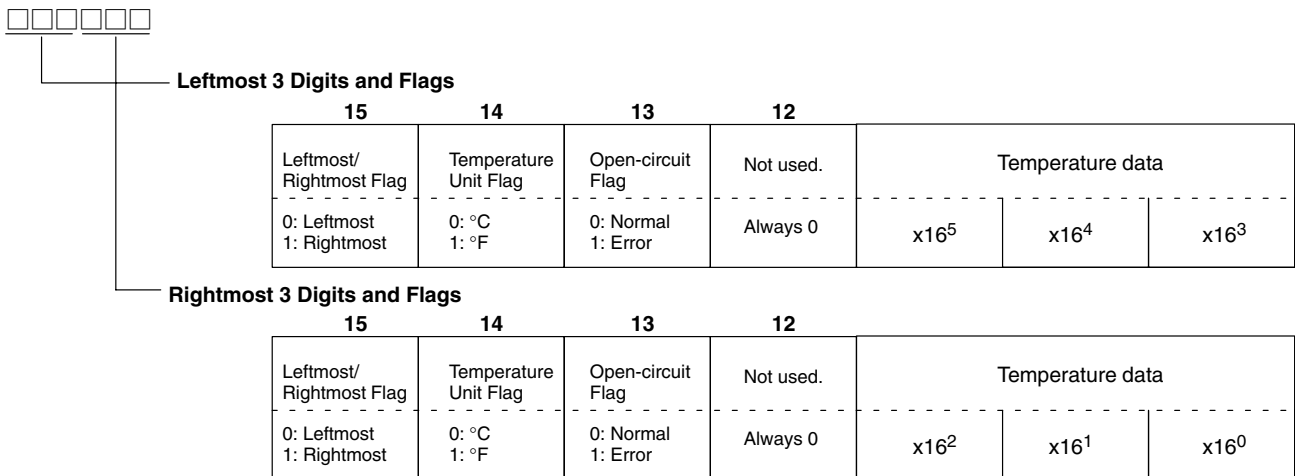 □□□□□□
Leftmost 3 Digits and Flags
15 14 13 12
Leftmost/ Temperature Open-circuit Not used. Temperature data
Rightmost Flag Unit Flag Flag
0: Leftmost 0: °C 0: Normal Always 0 x16⁵ x16⁴ x16³
1: Rightmost 1: °F 1: Error
Rightmost 3 Digits and Flags
15 14 13 12
Leftmost/ Temperature Open-circuit Not used. Temperature data
Rightmost Flag Unit Flag Flag
0: Leftmost 0: °C 0: Normal Always 0 x16² x16¹ x16⁰
1: Rightmost 1: °F 1: Error